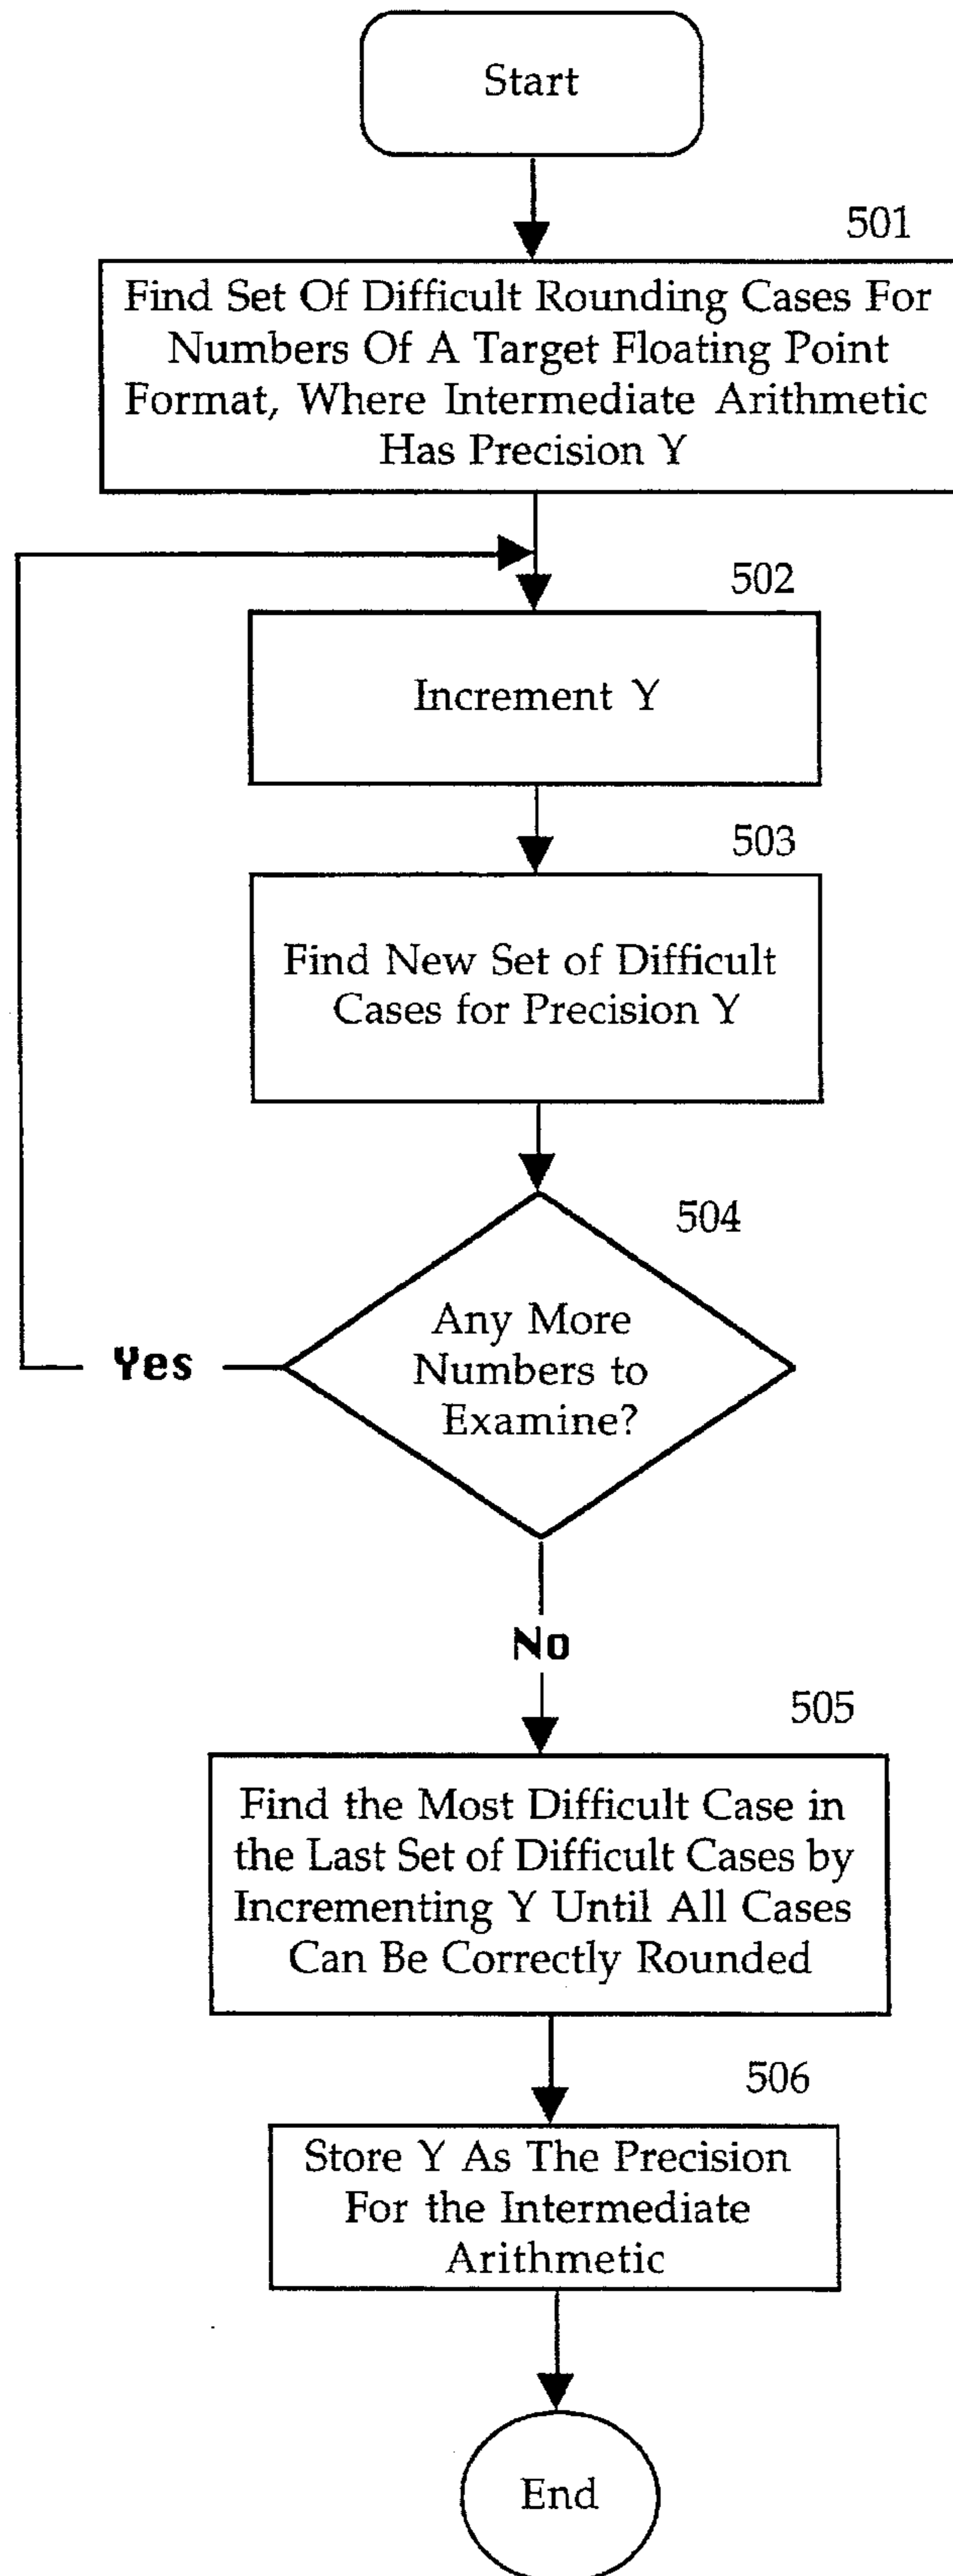 Start
501
Find Set Of Difficult Rounding Cases For
Numbers Of A Target Floating Point
Format, Where Intermediate Arithmetic
Has Precision Y
502
Increment Y
503
Find New Set of Difficult
Cases for Precision Y
504
Any More
Numbers to
Examine?
Yes
No
505
Find the Most Difficult Case in
the Last Set of Difficult Cases by
Incrementing Y Until All Cases
Can Be Correctly Rounded
506
Store Y As The Precision
For the Intermediate
Arithmetic
End